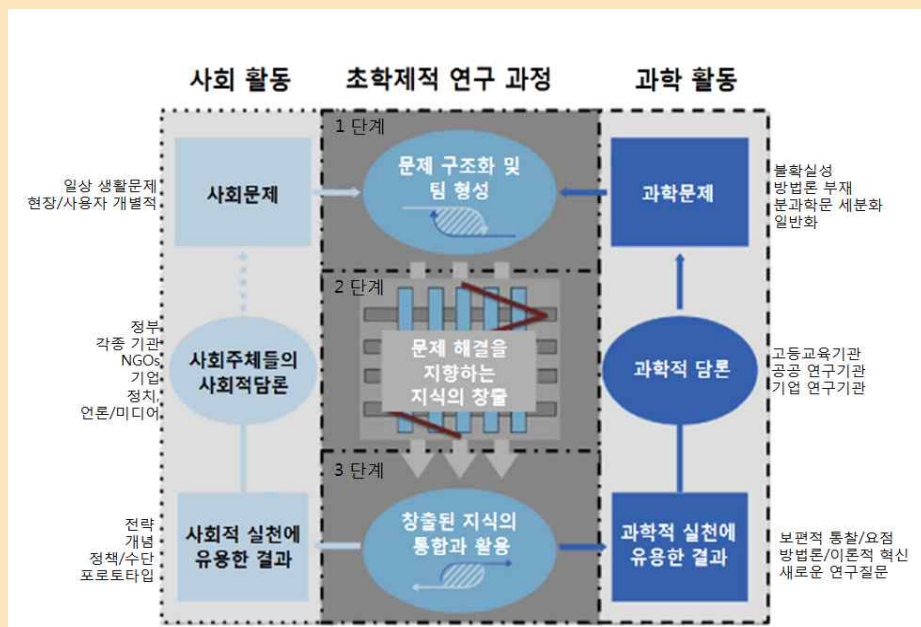 사회 활동
초학제적 연구 과정
과학 활동
1 단계
문제 구조화 및
팀 형성
사회문제
과학문제
일상 생활문제
현장/사용자 개별적
불확실성
방법론 부재
분과학문 세분화
일반화
2 단계
문제 해결을
지향하는
지식의 창출
정부
각종 기관
NGOs
기업
정치,
언론/미디어
사회주체들의
사회적담론
과학적 담론
고등교육기관
공공 연구기관
기업 연구기관
3 단계
창출된 지식의
통합과 활용
전략
개념
정책/수단
포로토타입
사회적 실천에
유용한 결과
과학적 실천에
유용한 결과
보편적 통찰/요점
방법론/이론적 혁신
새로운 연구질문